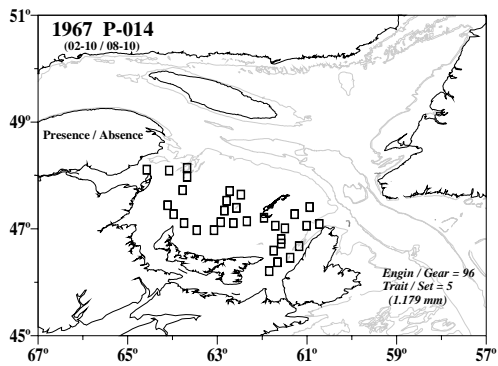 51º
1967 P-014
(02-10 / 08-10)
49º
Presence / Absence
47º
Engin / Gear = 96
Trait / Set = 5
(1.179 mm)
45º
67º 65º 63º 61º 59º 57º